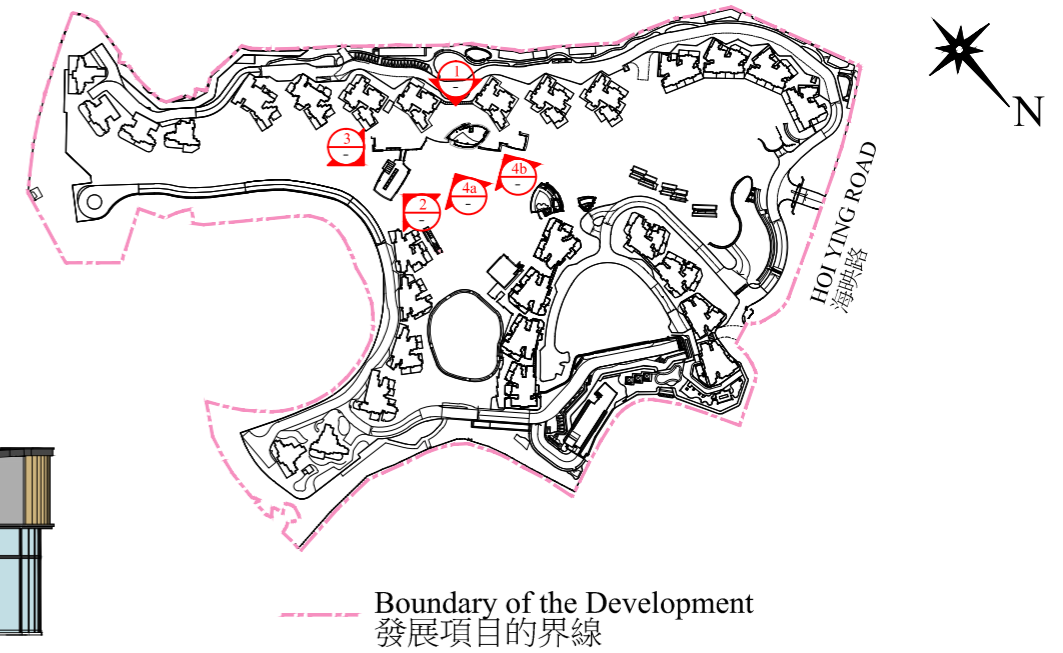 1
-
N
3
-
4b
-
4a
-
2
-
HOI YING ROAD
海映路
Boundary of the Development
發展項目的界線